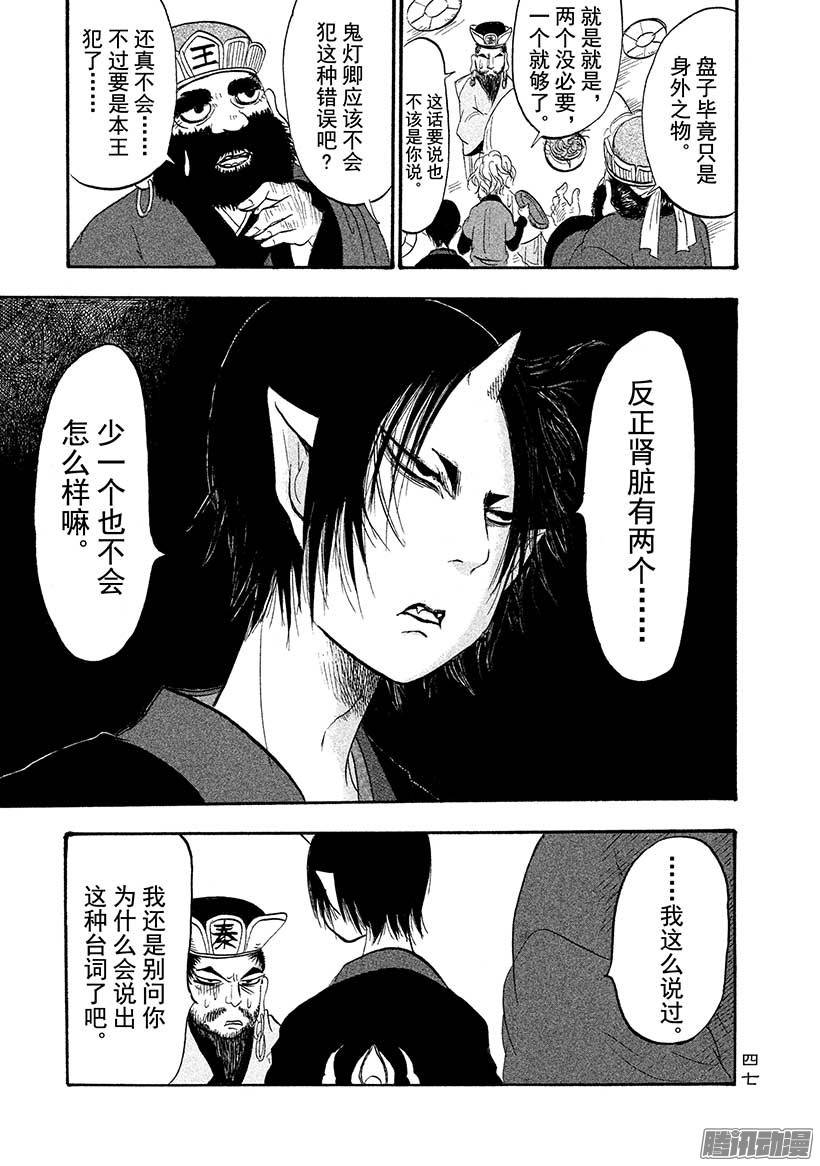 盘子毕竟只是
身外之物。
就是就是，
两个没必要，
一个就够了。
这话要说也
不该是你说。
鬼灯卿应该不会
犯这种错误吧？
还真不会……
不过要是本王
犯了……
王
反正肾脏有两个……
少一个也不会
怎么样嘛。
……我这么说过。
我还是别问你
为什么会说出
这种台词了吧。
秦
四七
腾讯动漫